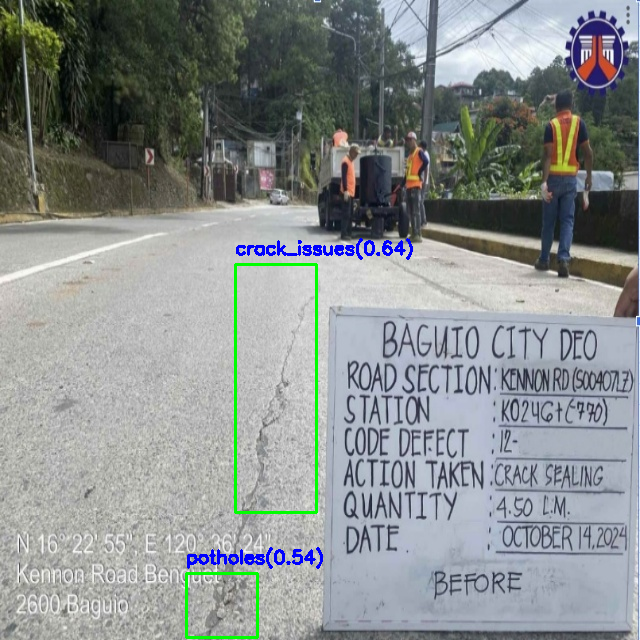 crack_issues(0.64)
BAGUIO CITY DEO
ROAD SECTION: KENNON RD (S00407LZ)
STATION : K0246+(-770)
CODE DEFECT : 12-
ACTION TAKEN: CRACK SEALING
QUANTITY : 4.50 L.M.
DATE. : OCTOBER 14, 2024
BEFORE
N 16° 22' 55", E 120° 36' 24"
potholes(0.54)
Kennon Road Benguet
2600 Baguio